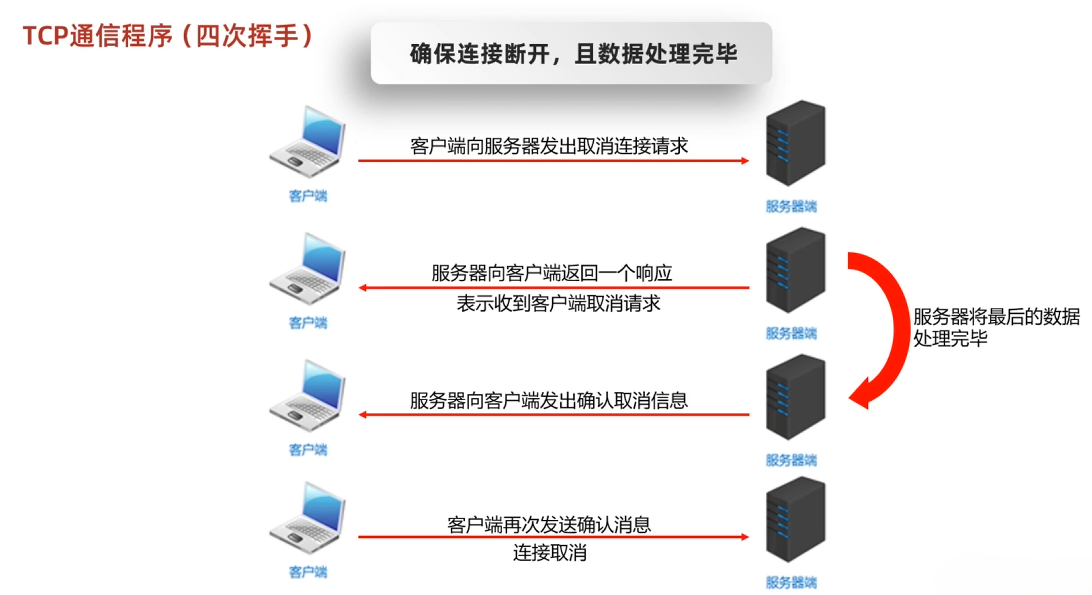 TCP通信程序（四次挥手）
确保连接断开，且数据处理完毕
客户端向服务器发出取消连接请求
客户端
服务器端
服务器向客户端返回一个响应
表示收到客户端取消请求
客户端
服务器端
服务器将最后的数据
处理完毕
服务器向客户端发出确认取消信息
客户端
服务器端
客户端再次发送确认消息
连接取消
客户端
服务器端